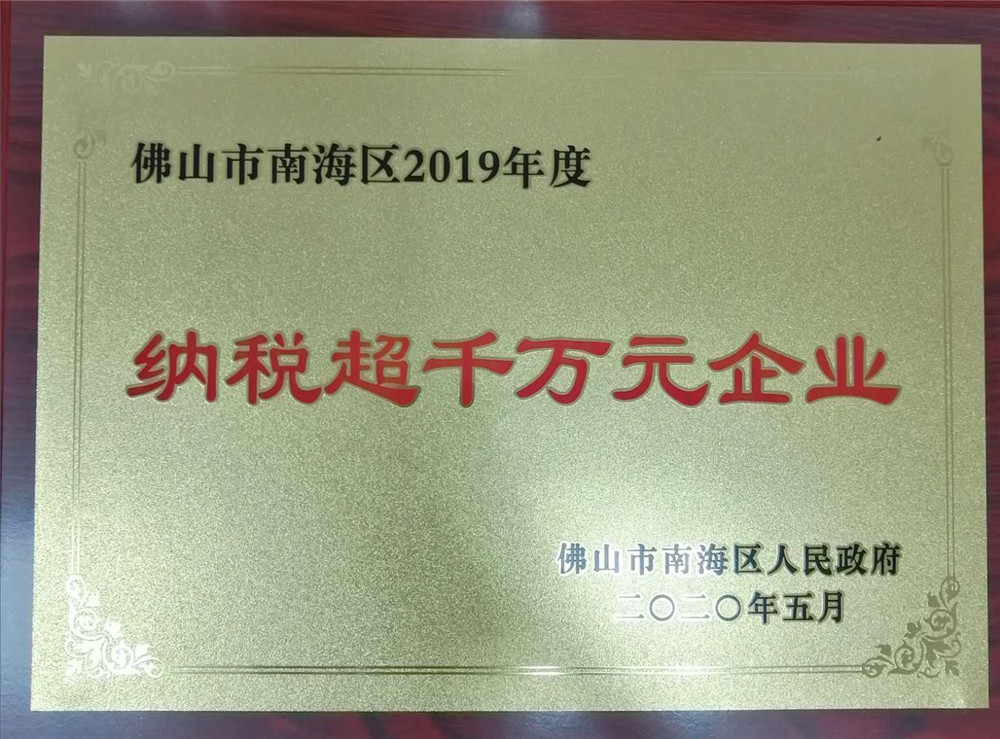 佛山市南海区2019年度
纳税超千万元企业
佛山市南海区人民政府
二〇二〇年五月